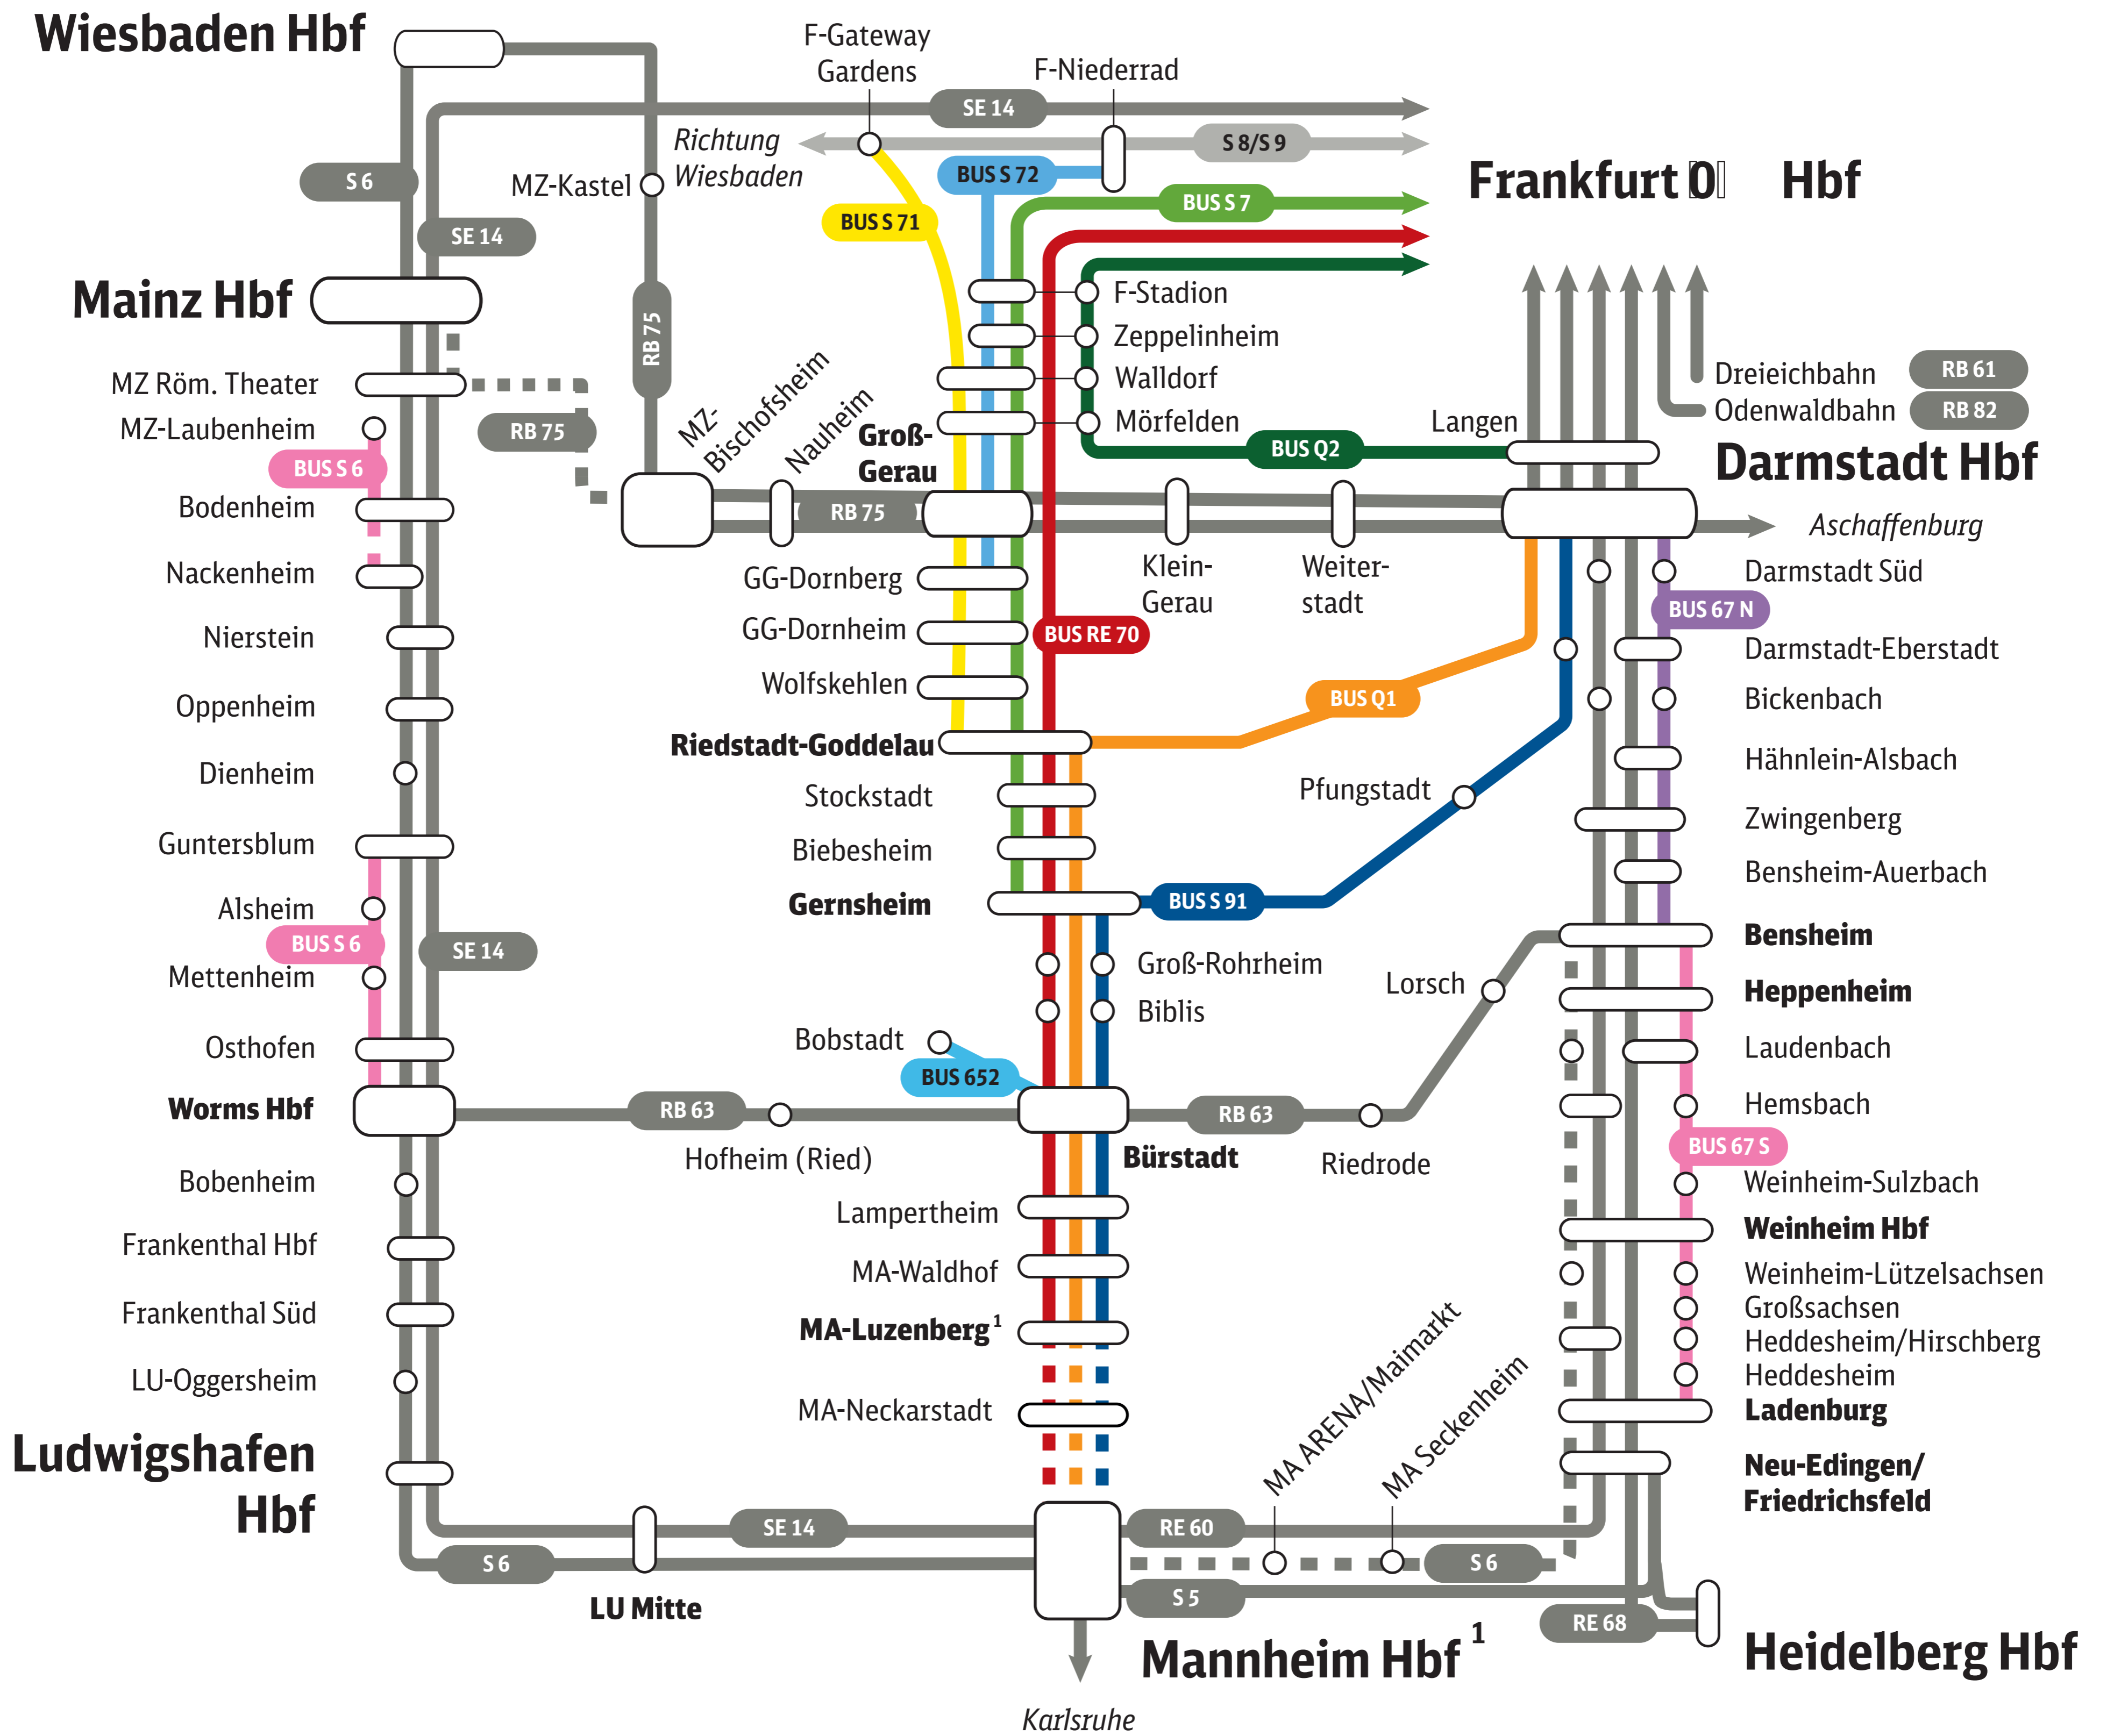 Wiesbaden Hbf
F-Gateway
Gardens
F-Niederrad
SE 14
Richtung
Wiesbaden
S 8/S 9
S 6
MZ-Kastel
BUS S 72
BUS S 7
Frankfurt Hbf
BUS S 71
SE 14
Mainz Hbf
RB 75
F-Stadion
Zeppelinheim
Walldorf
Mörfelden
Dreieichbahn
RB 61
Odenwaldbahn
RB 82
MZ Röm. Theater
MZ-Laubenheim
BUS S 6
RB 75
MZ-
Bischofsheim
Nauheim
Groß-
Gerau
Langen
BUS Q2
Darmstadt Hbf
Bodenheim
RB 75
Aschaffenburg
Nackenheim
GG-Dornberg
Klein-
Gerau
Weiter-
stadt
Darmstadt Süd
BUS 67 N
Nierstein
GG-Dornheim
BUS RE 70
Darmstadt-Eberstadt
Wolfskehlen
BUS Q1
Bickenbach
Oppenheim
Riedstadt-Goddelau
Hähnlein-Alsbach
Dienheim
Stockstadt
Pfungstadt
Zwingenberg
Guntersblum
Biebesheim
Bensheim-Auerbach
Alsheim
Gernsheim
BUS S 91
Bensheim
BUS S 6
SE 14
Mettenheim
Groß-Rohrheim
Lorsch
Heppenheim
Biblis
Osthofen
Bobstadt
BUS 652
Laudenbach
Worms Hbf
RB 63
RB 63
Hemsbach
Hofheim (Ried)
Bürstadt
Riedrode
BUS 67 S
Bobenheim
Weinheim-Sulzbach
Lampertheim
Weinheim Hbf
Frankenthal Hbf
MA-Waldhof
Weinheim-Lützelsachsen
Großsachsen
Frankenthal Süd
MA-Luzenberg 1
Heddesheim/Hirschberg
LU-Oggersheim
Heddesheim
MA-Neckarstadt
MA ARENA/Maimarkt
MA Seckenheim
Ladenburg
Ludwigshafen
Hbf
Neu-Edingen/
Friedrichsfeld
SE 14
RE 60
S 6
S 6
S 5
LU Mitte
RE 68
Mannheim Hbf 1
Heidelberg Hbf
Karlsruhe